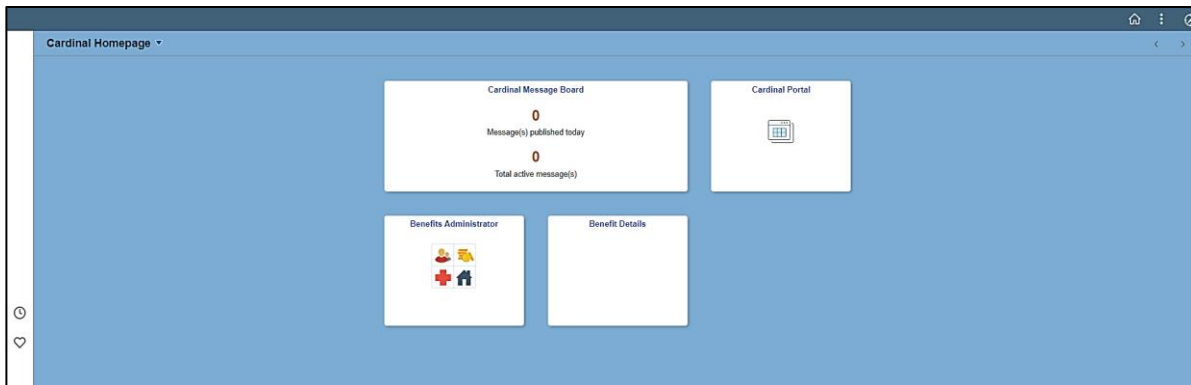 Cardinal Homepage
Cardinal Message Board
0
Message(s) published today
0
Total active message(s)
Cardinal Portal
Benefits Administrator
Benefit Details